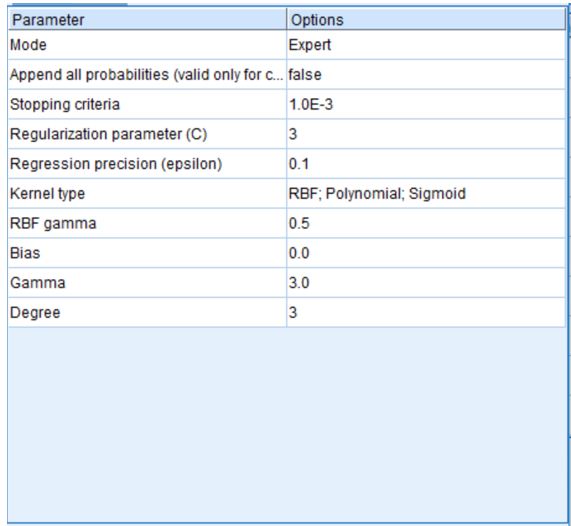 Parameter Options
Mode Expert
Append all probabilities (valid only for c... false
Stopping criteria 1.0E-3
Regularization parameter (C) 3
Regression precision (epsilon) 0.1
Kernel type RBF; Polynomial; Sigmoid
RBF gamma 0.5
Bias 0.0
Gamma 3.0
Degree 3